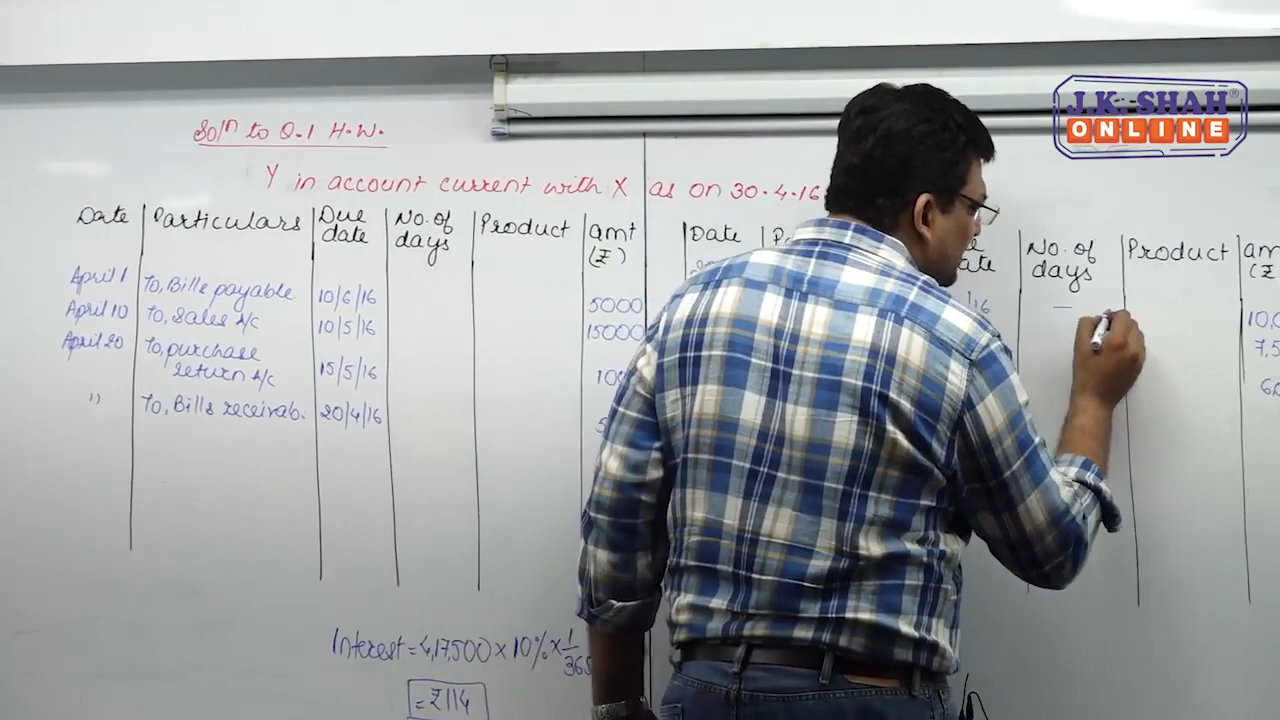 J.K. SHAH®
ONLINE
Soln to Q.1 H.W.
Y in account current with X as on 30.4.16
Date Particulars Due date No. of days Product amt (₹)
April 1 To, Bills payable 10/6/16 5000
April 10 To, Sales A/c 10/5/16 15000
April 20 To, purchase return A/c 15/5/16
" To, Bills receivab. 20/4/16
Date No. of days Product
Interest = 4,17,500 × 10% × 1/365
= ₹114